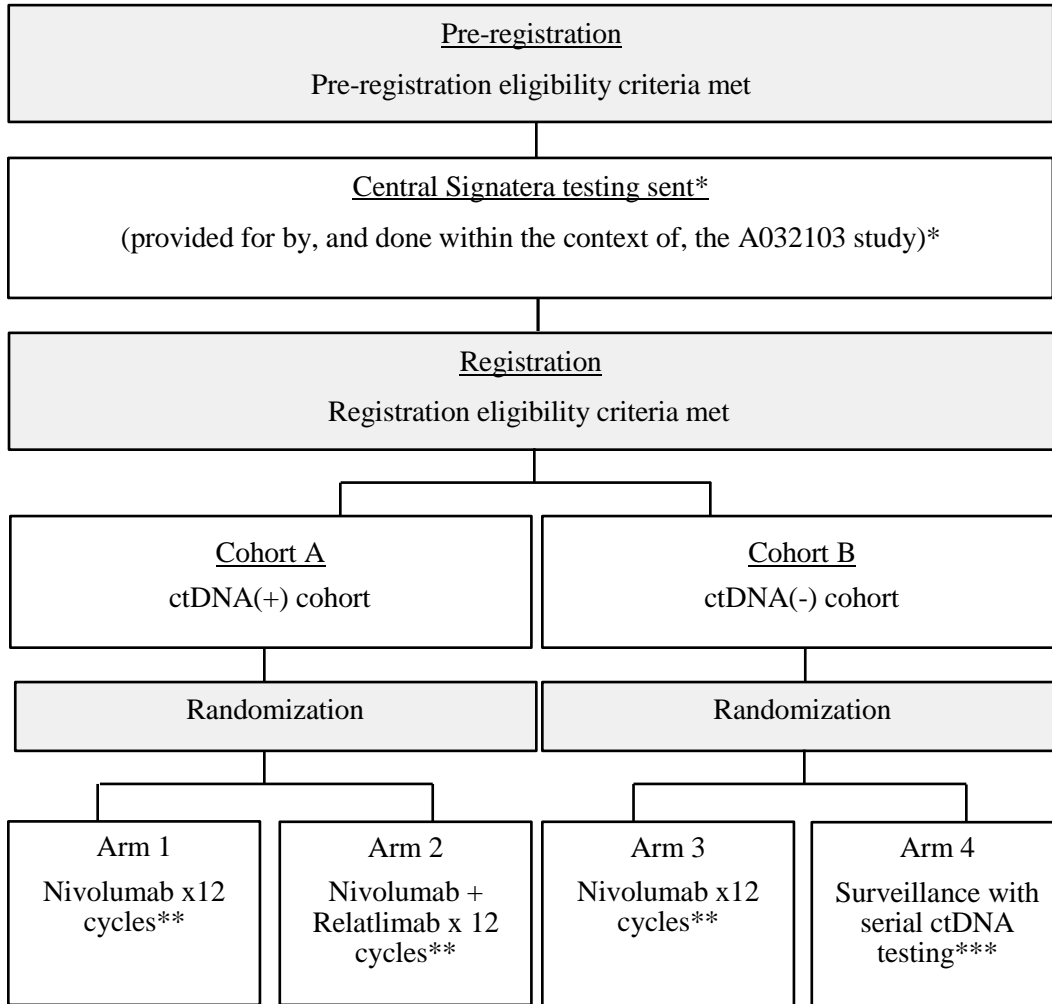 Pre-registration
Pre-registration eligibility criteria met
Central Signatera testing sent*
(provided for by, and done within the context of, the A032103 study)*
Registration
Registration eligibility criteria met
Cohort A
ctDNA(+) cohort
Cohort B
ctDNA(-) cohort
Randomization
Randomization
Arm 1
Nivolumab x12
cycles**
Arm 2
Nivolumab +
Relatlimab x 12
cycles**
Arm 3
Nivolumab x12
cycles**
Arm 4
Surveillance with
serial ctDNA
testing***